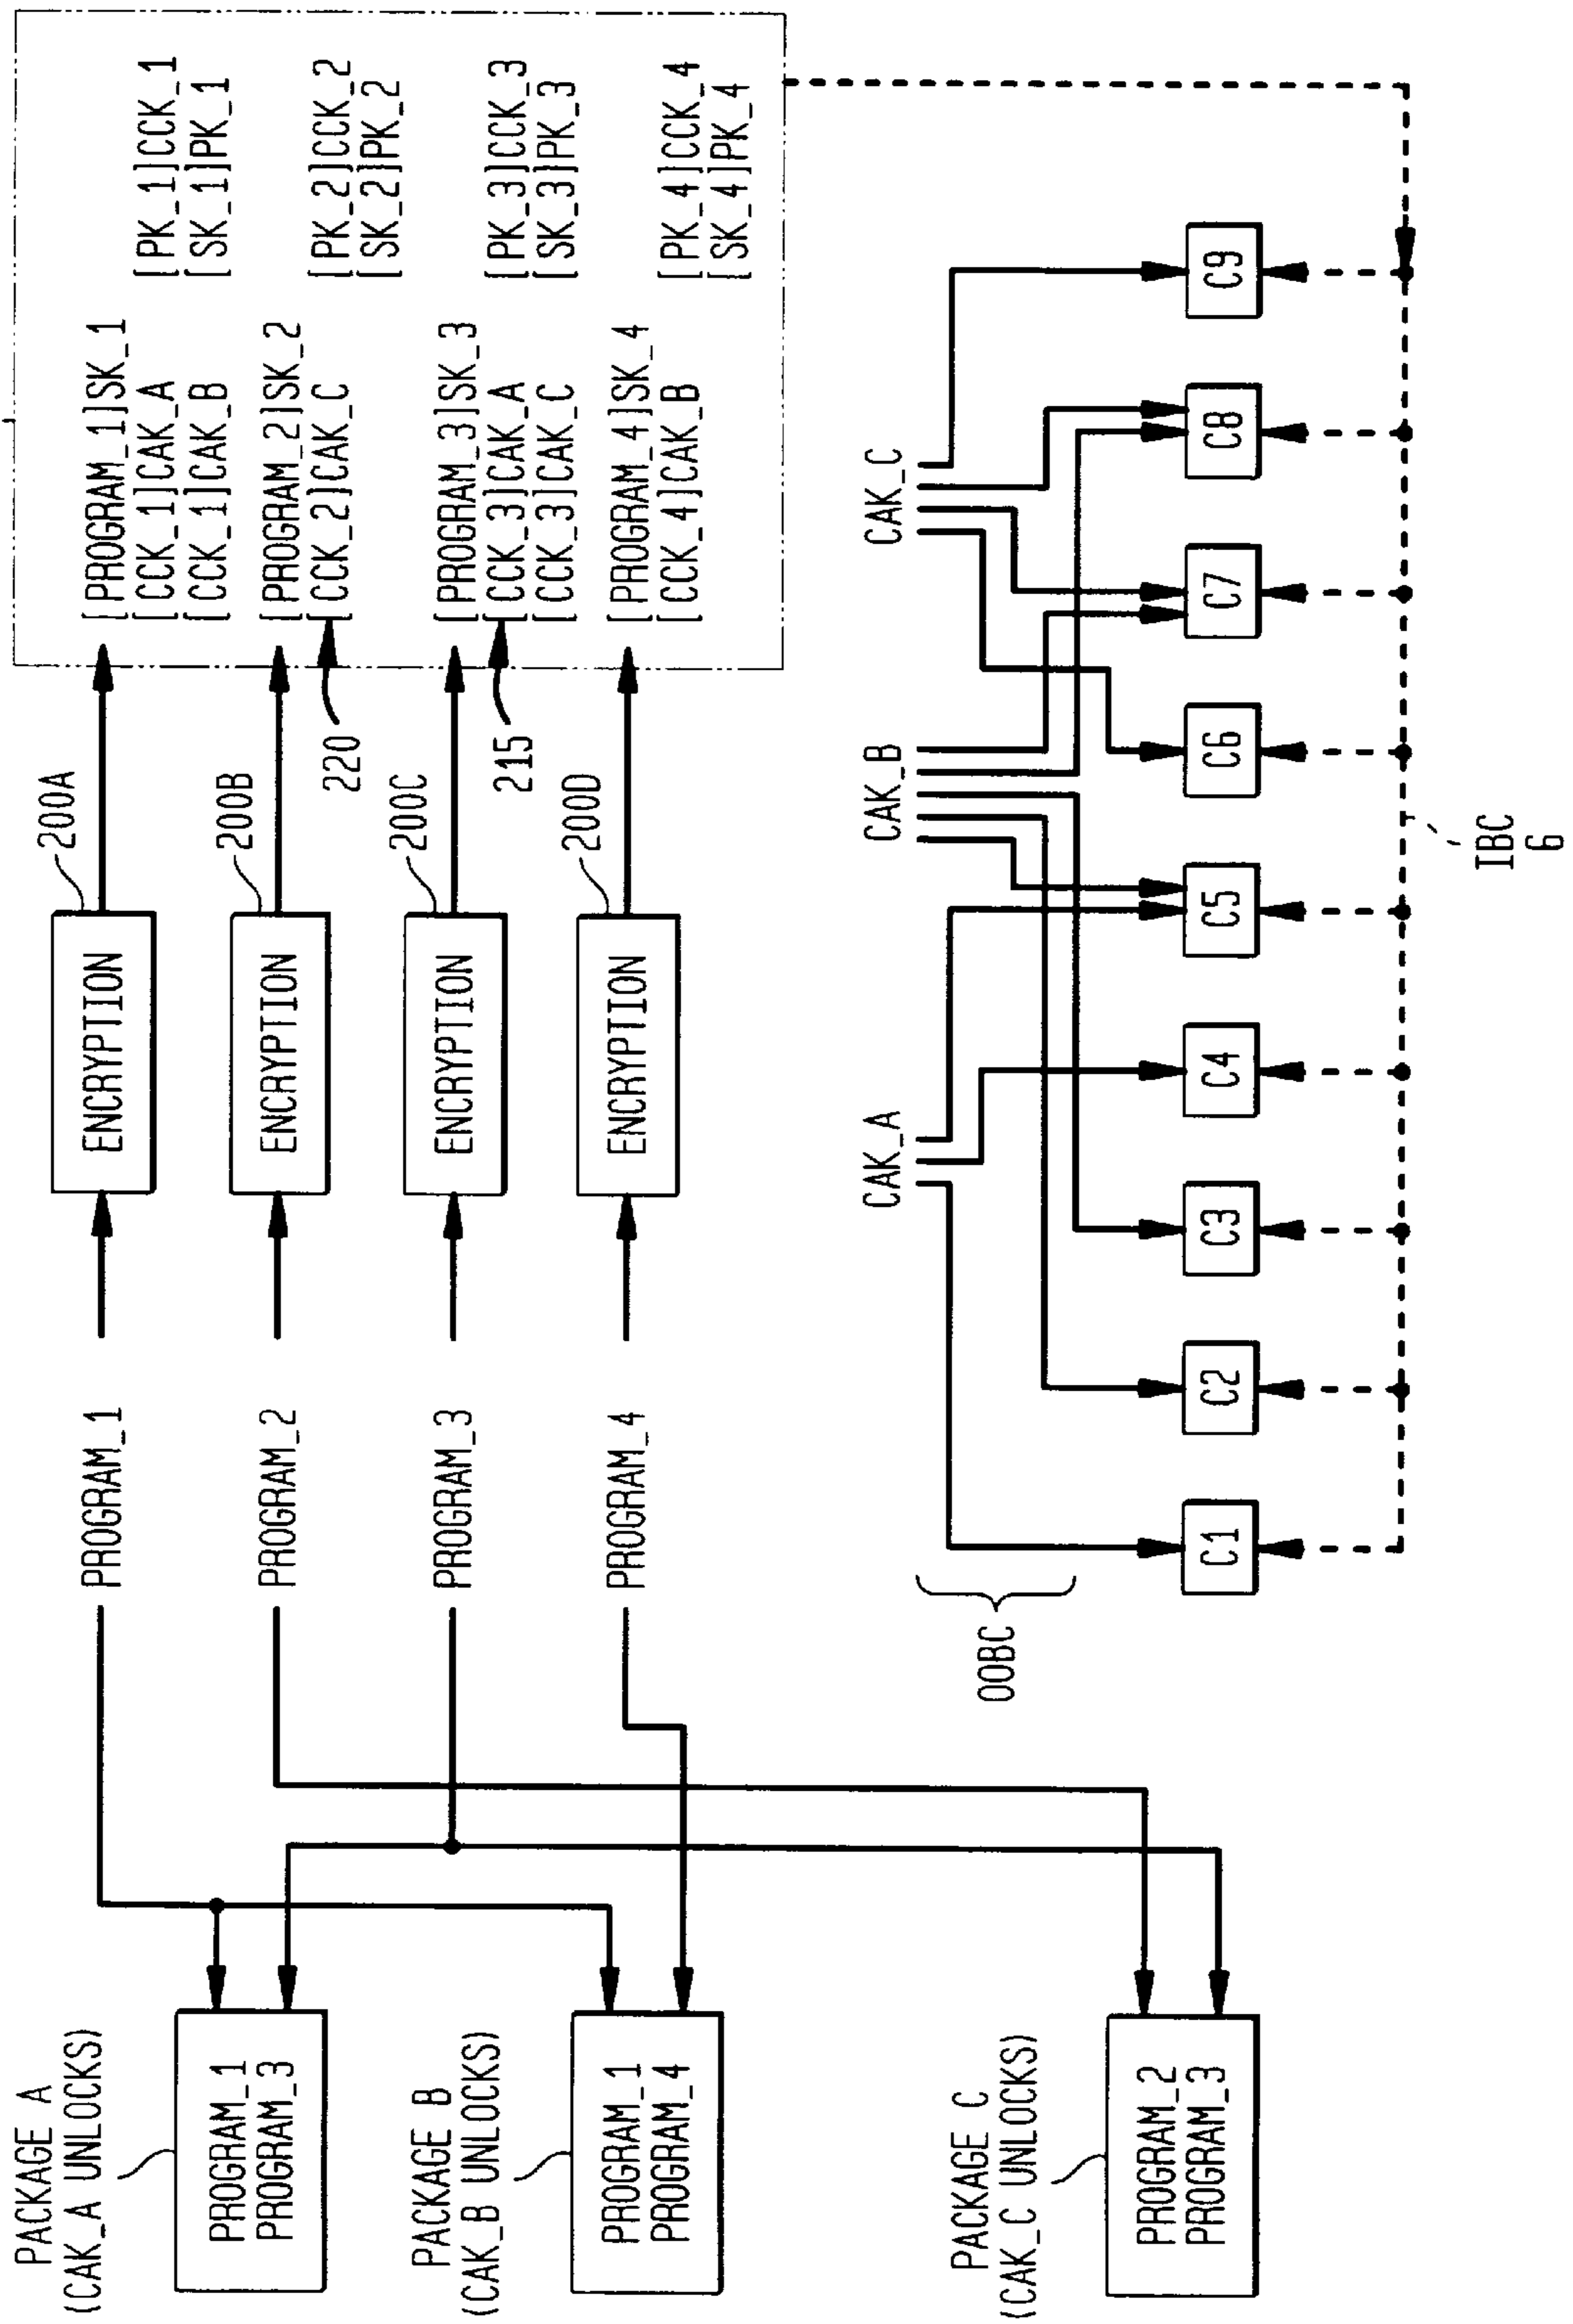 PACKAGE A
(CAK_A UNLOCKS)
PROGRAM_1
PROGRAM_3
PACKAGE B
(CAK_B UNLOCKS)
PROGRAM_1
PROGRAM_4
PACKAGE C
(CAK_C UNLOCKS)
PROGRAM_2
PROGRAM_3
PROGRAM_1
PROGRAM_2
PROGRAM_3
PROGRAM_4
ENCRYPTION
200A
ENCRYPTION
200B
ENCRYPTION
200C
ENCRYPTION
200D
220
215
[PROGRAM_1]SK_1
[CCK_1]CAK_A [PK_1]CCK_1
[CCK_1]CAK_B [SK_1]PK_1
[PROGRAM_2]SK_2
[CCK_2]CAK_C [PK_2]CCK_2
[SK_2]PK_2
[PROGRAM_3]SK_3
[CCK_3]CAK_A [PK_3]CCK_3
[CCK_3]CAK_C [SK_3]PK_3
[PROGRAM_4]SK_4
[CCK_4]CAK_B [PK_4]CCK_4
[SK_4]PK_4
OOBC
CAK_A
CAK_B
CAK_C
C1
C2
C3
C4
C5
C6
C7
C8
C9
IBC
6